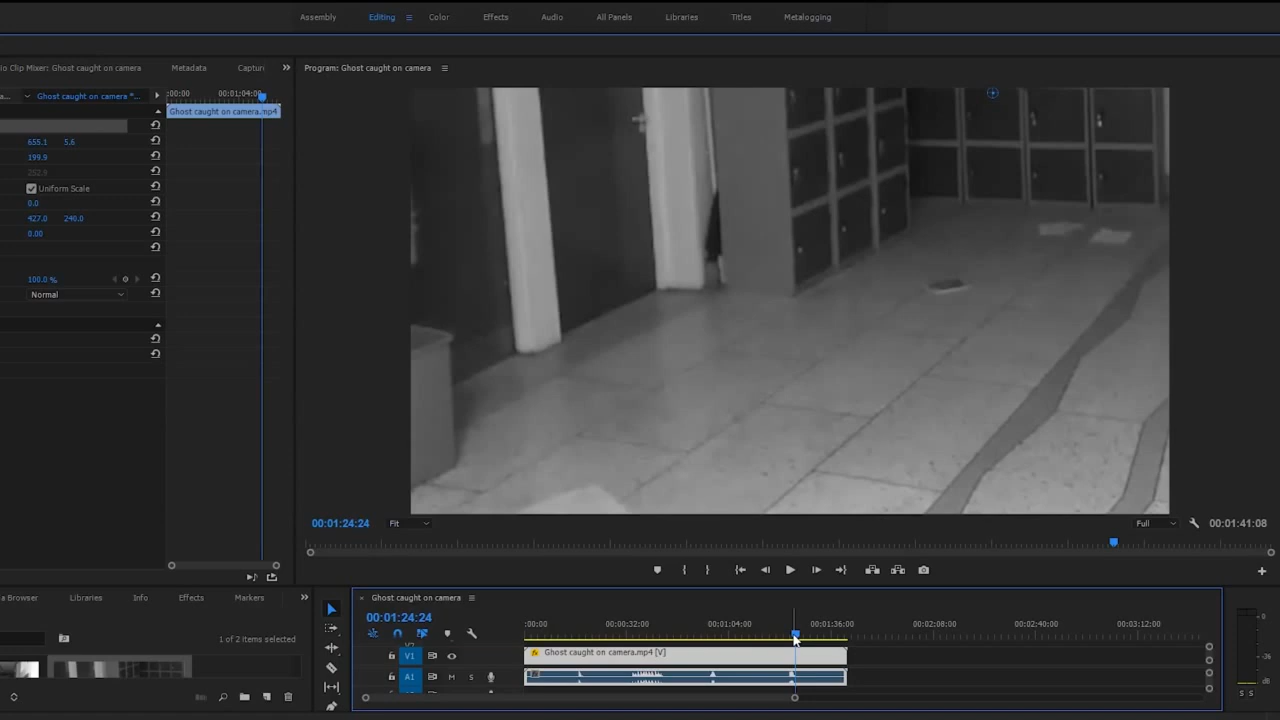 Assembly Editing Color Effects Audio All Panels Libraries Titles Metalogging
io Clip Mixer: Ghost caught on camera Metadata Captur
Program: Ghost caught on camera
a... Ghost caught on camera *... ;00:00 00:01:04:00
Ghost caught on camera.mp4
655.1 5.6
199.9
252.9
Uniform Scale
0.0
427.0 240.0
0.00
100.0 %
Normal
00:01:24:24 Fit Full 00:01:41:08
a Browser Libraries Info Effects Markers
1 of 2 items selected
Ghost caught on camera
00:01:24:24
:00:00 00:00:32:00 00:01:04:00 00:01:36:00 00:02:08:00 00:02:40:00 00:03:12:00
V1 Ghost caught on camera.mp4 [V]
A1 M S
0
-36
dB
S S